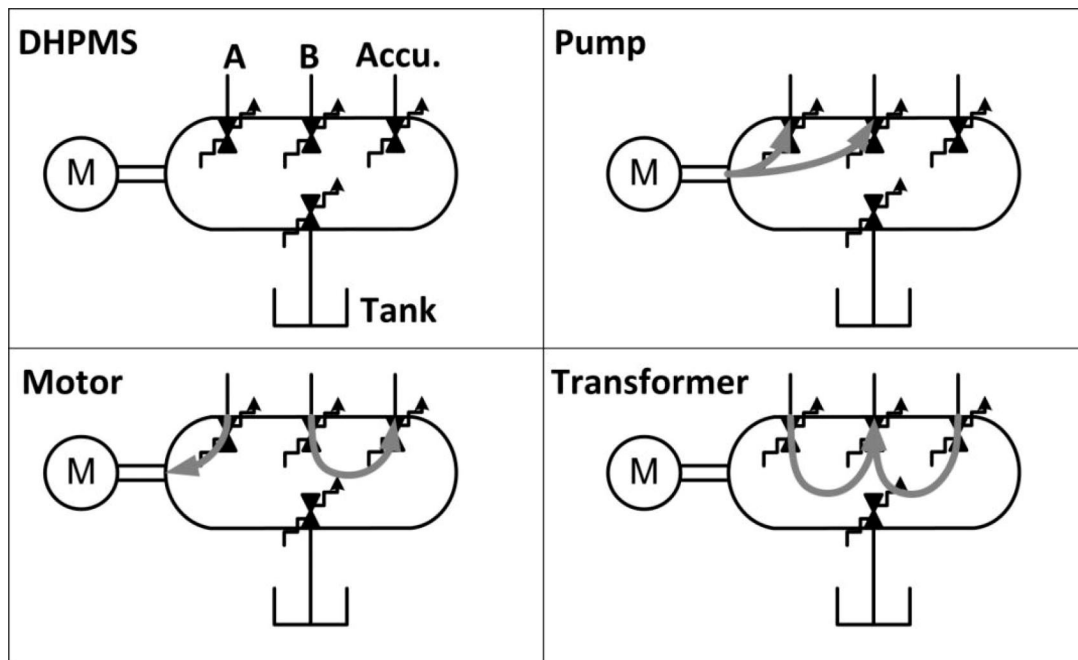 DHPMS
A B Accu.
M
Tank
Pump
M
Motor
M
Transformer
M